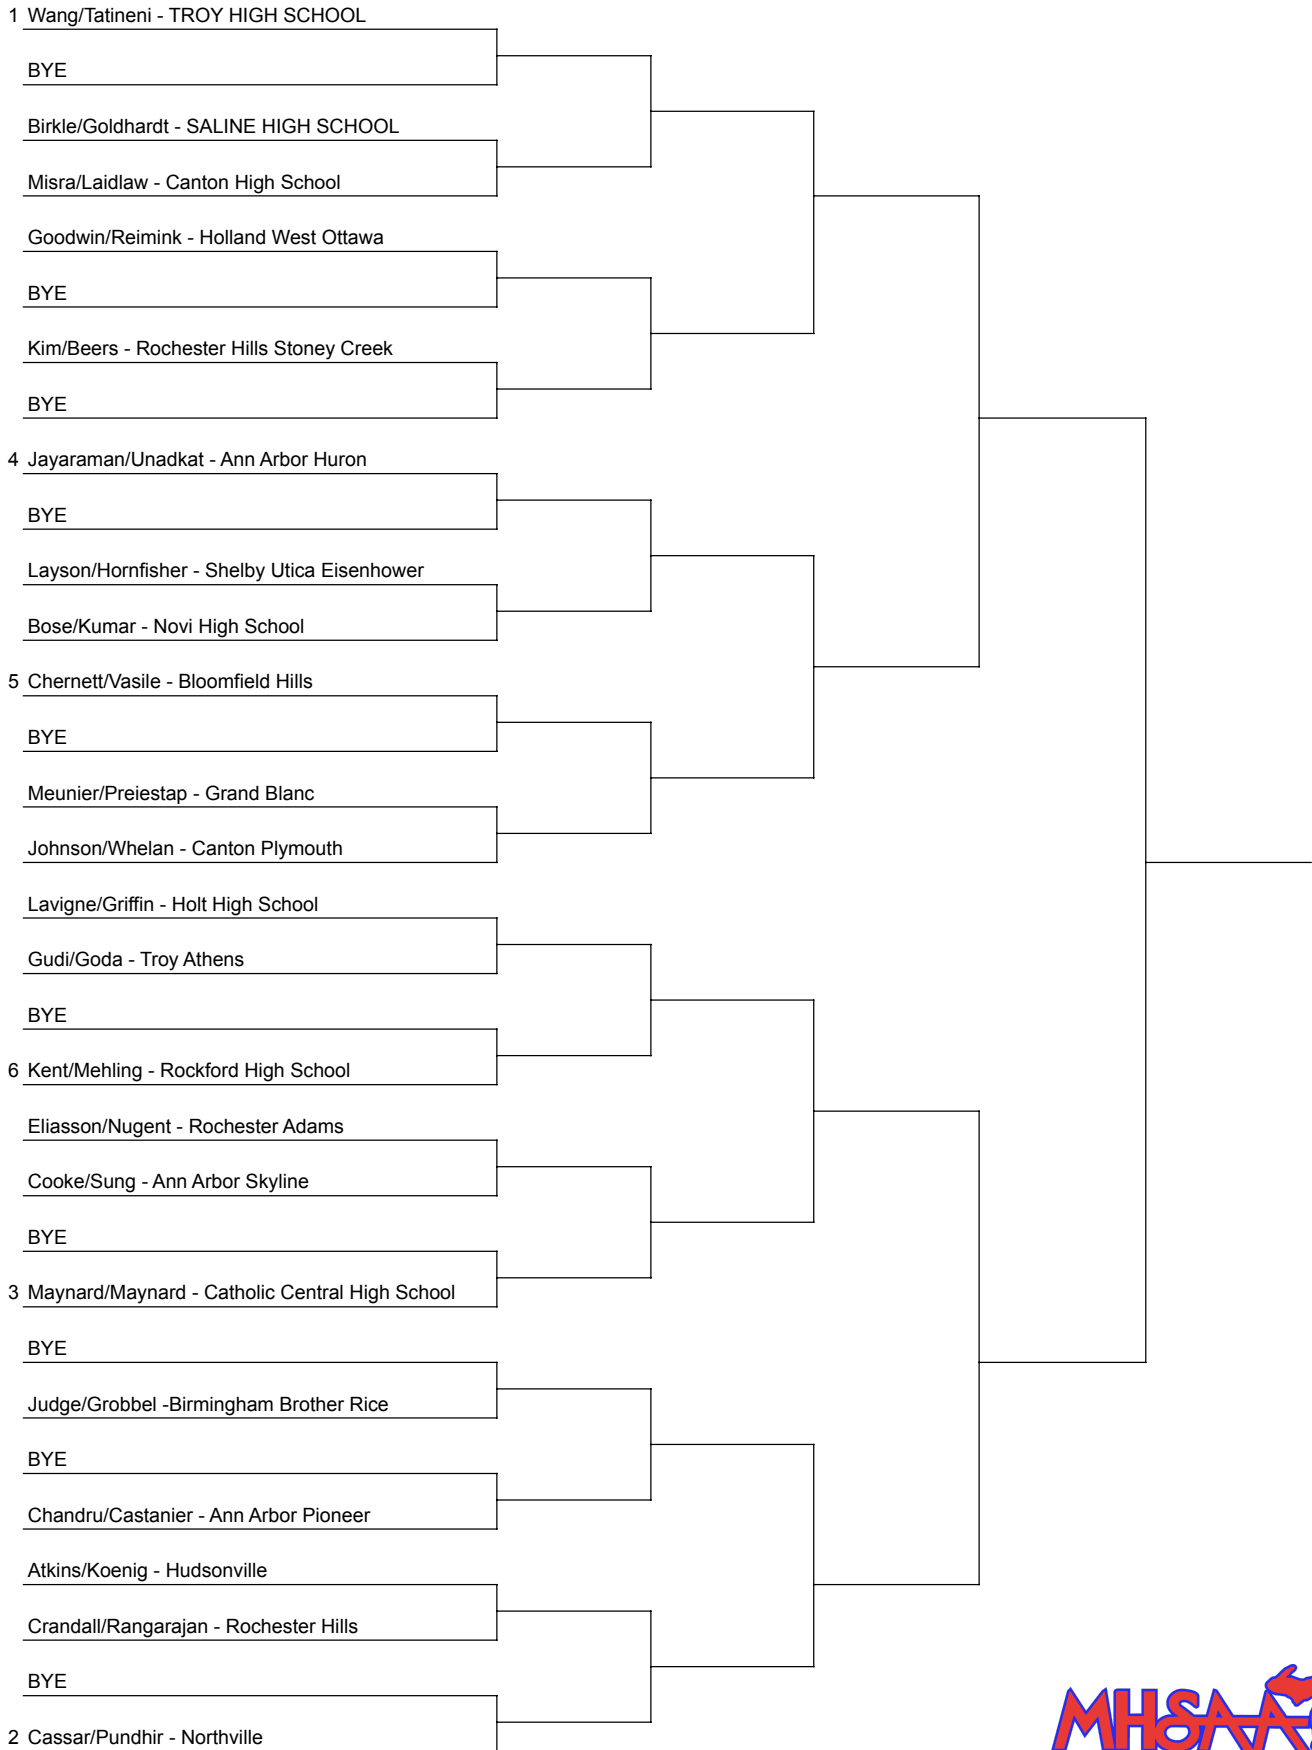 1 Wang/Tatineni - TROY HIGH SCHOOL
BYE
Birkle/Goldhardt - SALINE HIGH SCHOOL
Misra/Laidlaw - Canton High School
Goodwin/Reimink - Holland West Ottawa
BYE
Kim/Beers - Rochester Hills Stoney Creek
BYE
4 Jayaraman/Unadkat - Ann Arbor Huron
BYE
Layson/Hornfisher - Shelby Utica Eisenhower
Bose/Kumar - Novi High School
5 Chernett/Vasile - Bloomfield Hills
BYE
Meunier/Preiestap - Grand Blanc
Johnson/Whelan - Canton Plymouth
Lavigne/Griffin - Holt High School
Gudi/Goda - Troy Athens
BYE
6 Kent/Mehling - Rockford High School
Eliasson/Nugent - Rochester Adams
Cooke/Sung - Ann Arbor Skyline
BYE
3 Maynard/Maynard - Catholic Central High School
BYE
Judge/Grobbel -Birmingham Brother Rice
BYE
Chandru/Castanier - Ann Arbor Pioneer
Atkins/Koenig - Hudsonville
Crandall/Rangarajan - Rochester Hills
BYE
2 Cassar/Pundhir - Northville
MHSAA